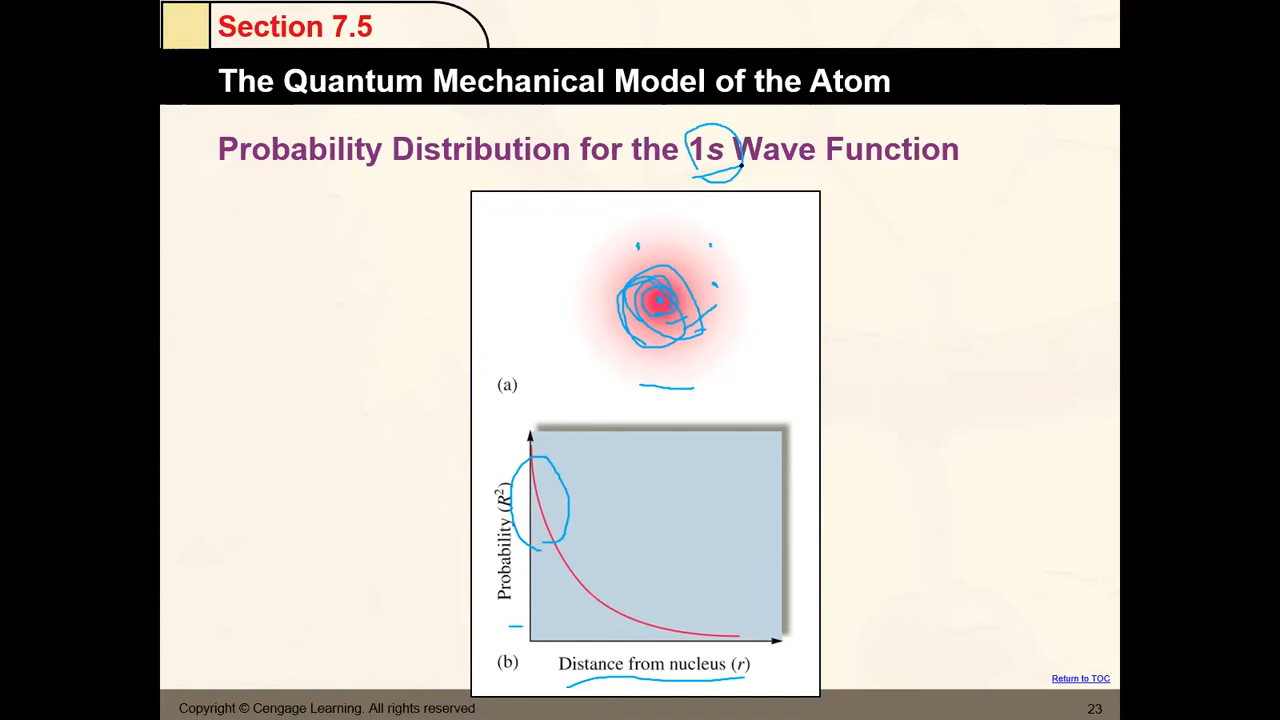 Section 7.5
The Quantum Mechanical Model of the Atom
Probability Distribution for the 1s Wave Function
(a)
Probability (R²)
(b)
Distance from nucleus (r)
Return to TOC
Copyright © Cengage Learning. All rights reserved
23